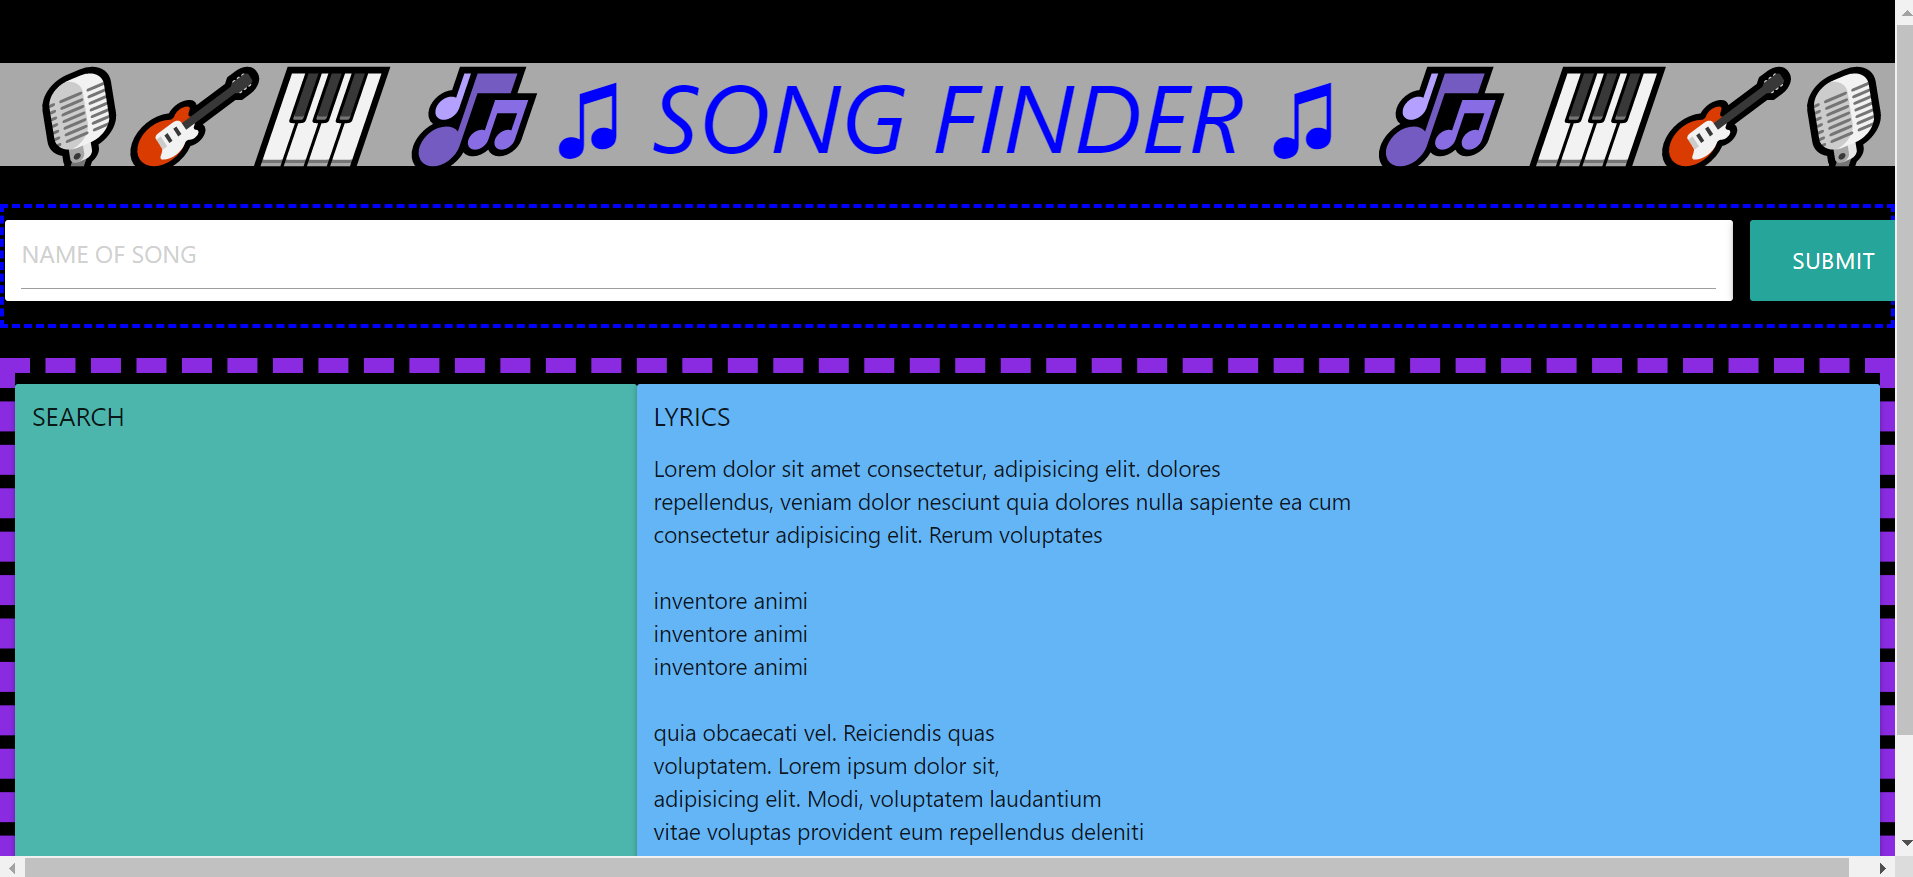 ♫ SONG FINDER ♫
NAME OF SONG
SUBMIT
SEARCH
LYRICS
Lorem dolor sit amet consectetur, adipisicing elit. dolores
repellendus, veniam dolor nesciunt quia dolores nulla sapiente ea cum
consectetur adipisicing elit. Rerum voluptates
inventore animi
inventore animi
inventore animi
quia obcaecati vel. Reiciendis quas
voluptatem. Lorem ipsum dolor sit,
adipisicing elit. Modi, voluptatem laudantium
vitae voluptas provident eum repellendus deleniti